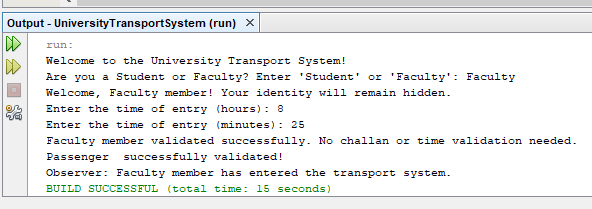 Output - UniversityTransportSystem (run) ×
run:
Welcome to the University Transport System!
Are you a Student or Faculty? Enter 'Student' or 'Faculty': Faculty
Welcome, Faculty member! Your identity will remain hidden.
Enter the time of entry (hours): 8
Enter the time of entry (minutes): 25
Faculty member validated successfully. No challan or time validation needed.
Passenger  successfully validated!
Observer: Faculty member has entered the transport system.
BUILD SUCCESSFUL (total time: 15 seconds)